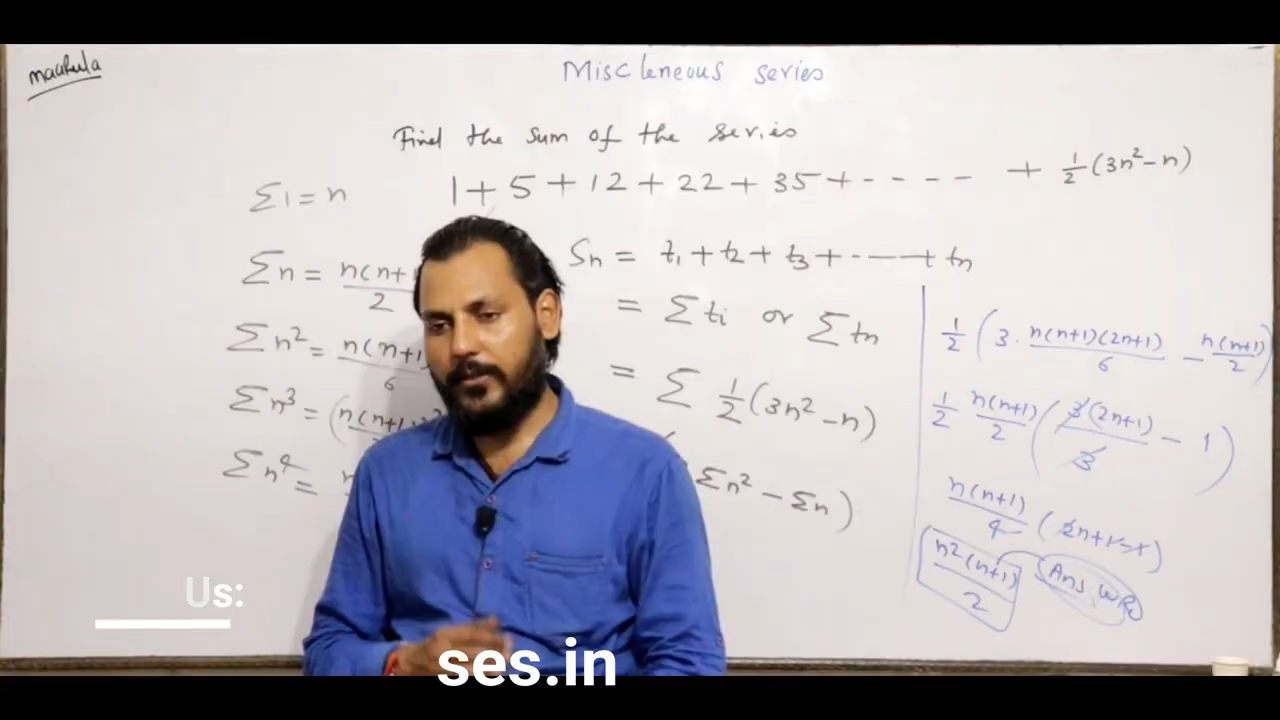 Miscleneous series
Find the sum of the series
1 + 5 + 12 + 22 + 35 + - - - - + 1/2 (3n² - n)
Σ1 = n
Σn = n(n+1
2
Σn² = n(n+1
6
Σn³ = (n(n+1
Σn⁴ =
Sn = t₁ + t₂ + t₃ + ------ + tn
= Σti or Σtn
= Σ 1/2 (3n² - n)
Σn² - Σn)
1/2 (3. n(n+1)(2n+1)/6 - n(n+1)/2)
1/2 n(n+1)/2 (3(2n+1)/3 - 1)
n(n+1)/4 (2n+1-1)
n²(n+1)/2 Ans
Us:
ses.in